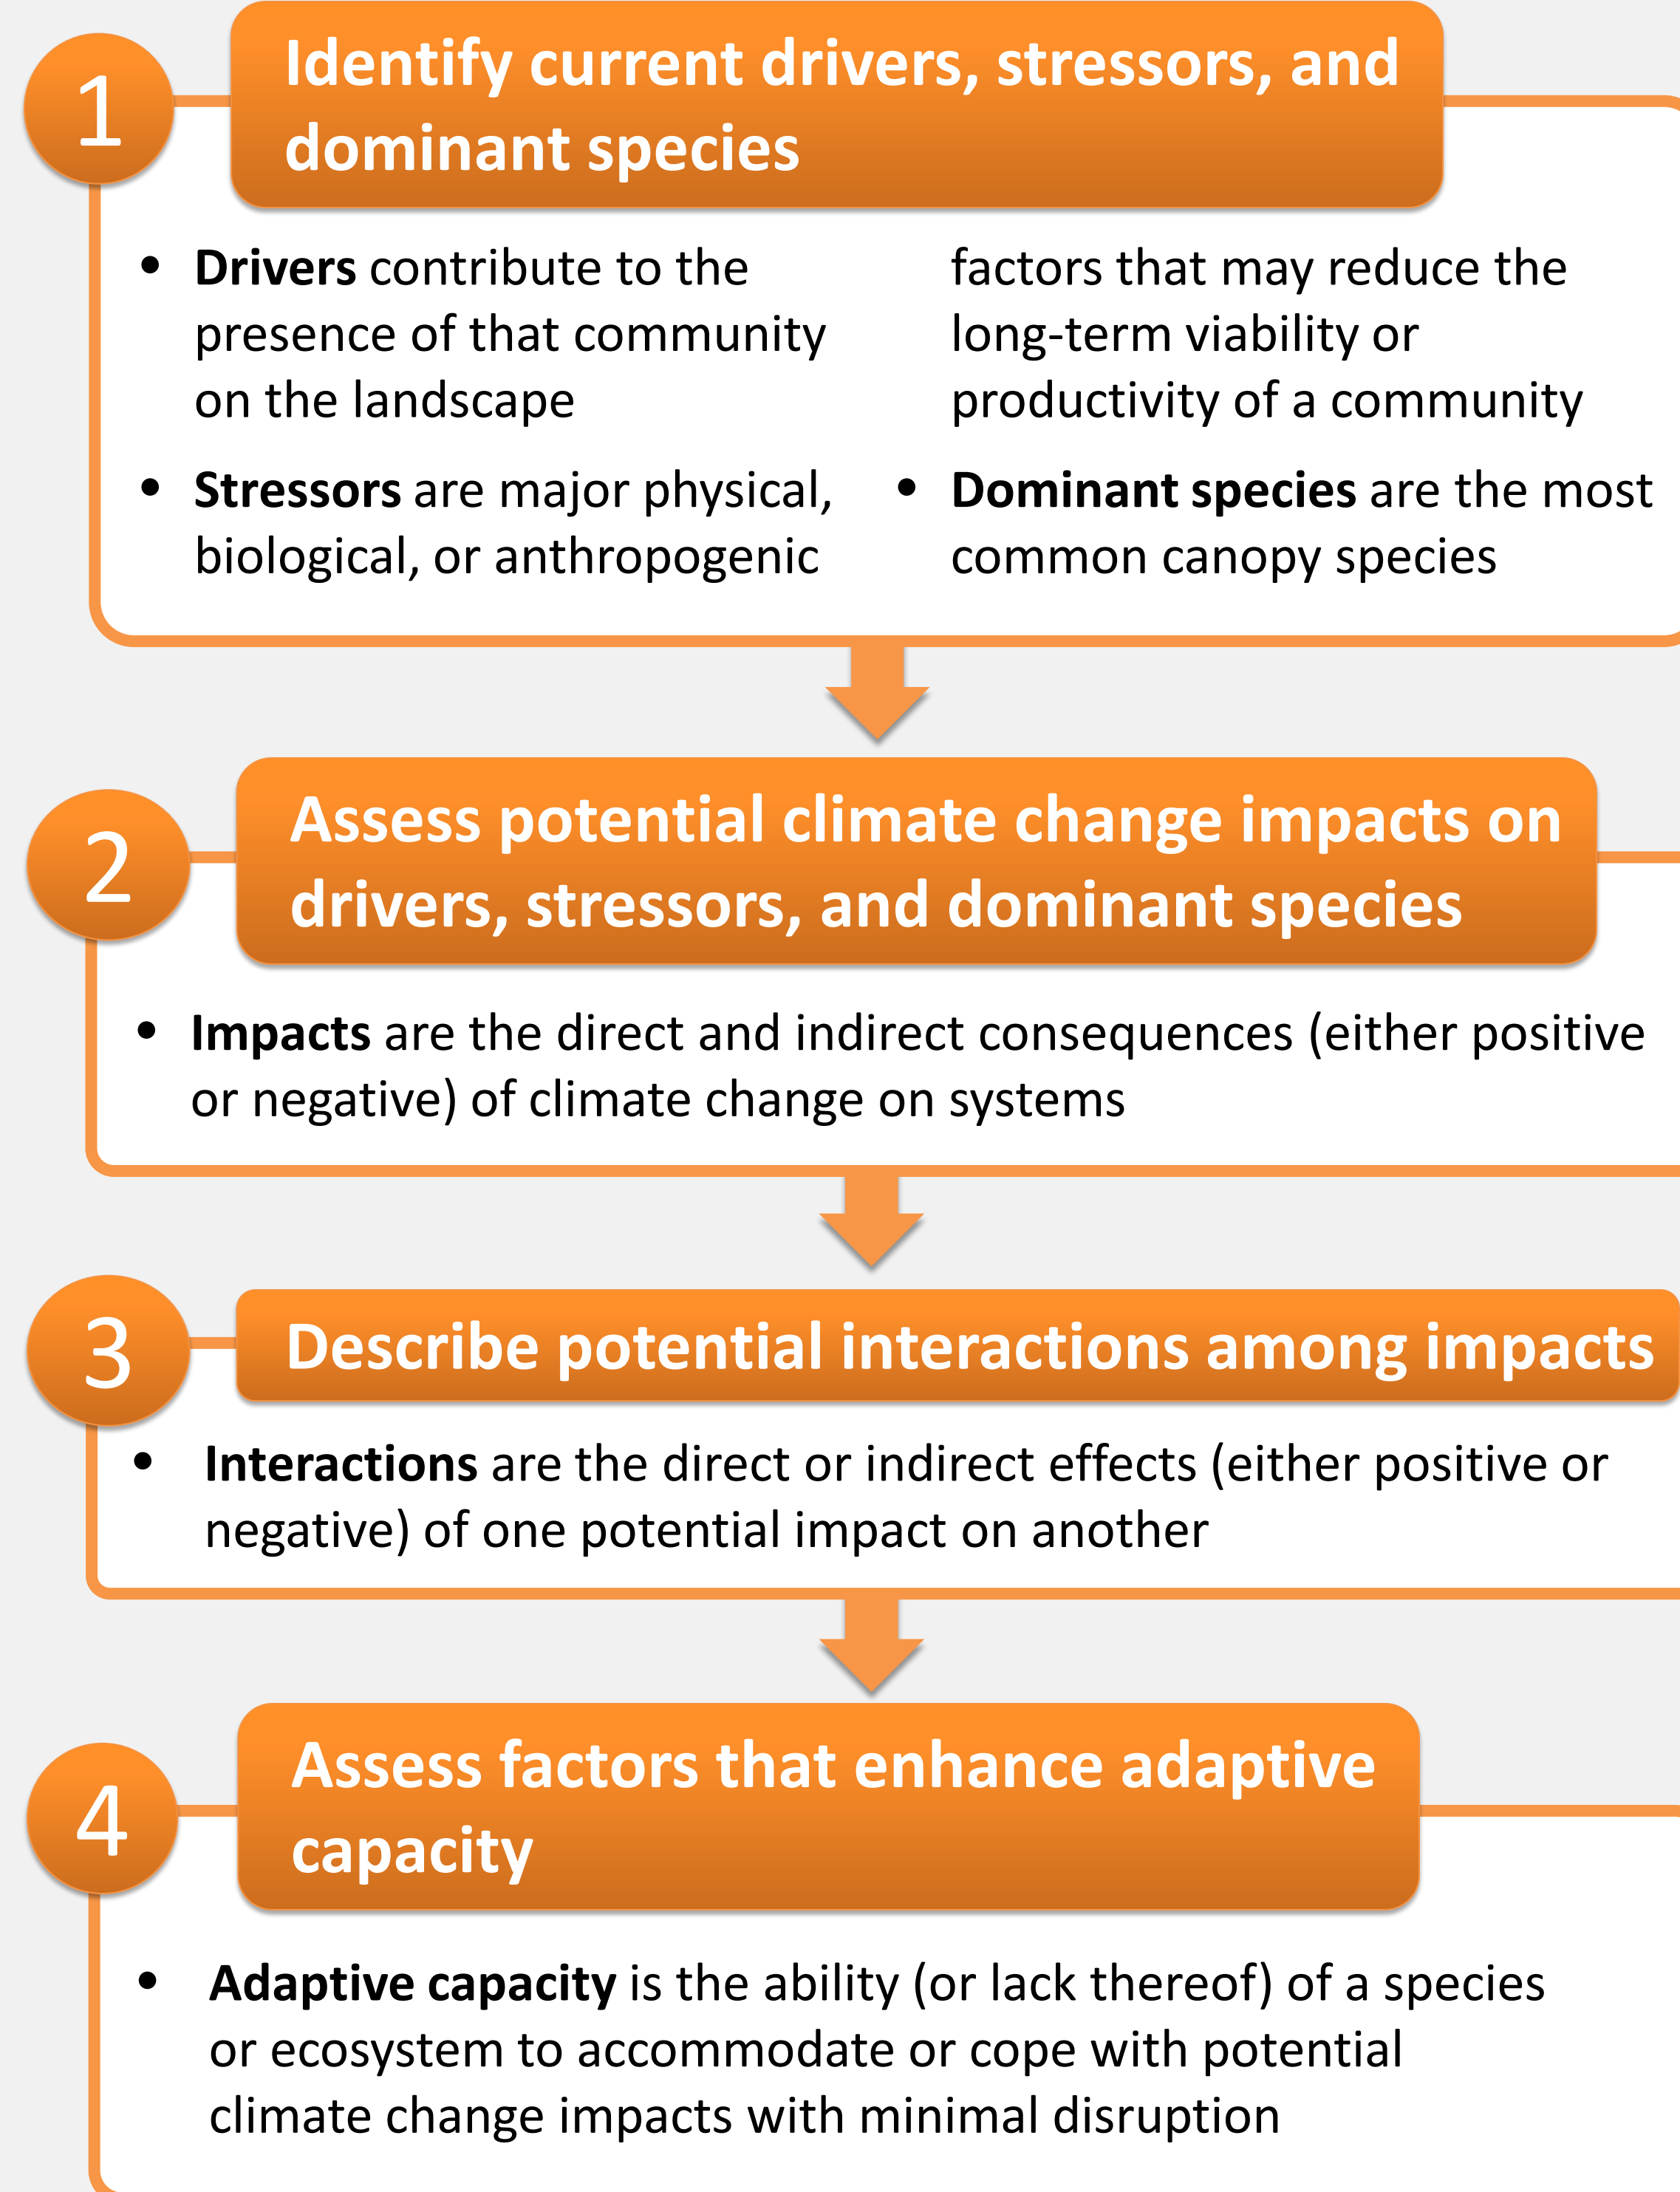 1
Identify current drivers, stressors, and
dominant species
• Drivers contribute to the
presence of that community
on the landscape
• Stressors are major physical,
biological, or anthropogenic
factors that may reduce the
long-term viability or
productivity of a community
• Dominant species are the most
common canopy species
2
Assess potential climate change impacts on
drivers, stressors, and dominant species
• Impacts are the direct and indirect consequences (either positive
or negative) of climate change on systems
3
Describe potential interactions among impacts
• Interactions are the direct or indirect effects (either positive or
negative) of one potential impact on another
4
Assess factors that enhance adaptive
capacity
• Adaptive capacity is the ability (or lack thereof) of a species
or ecosystem to accommodate or cope with potential
climate change impacts with minimal disruption